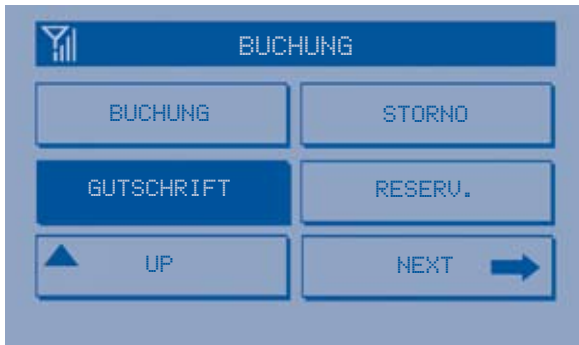 BUCHUNG
BUCHUNG
STORNO
GUTSCHRIFT
RESERV.
UP
NEXT